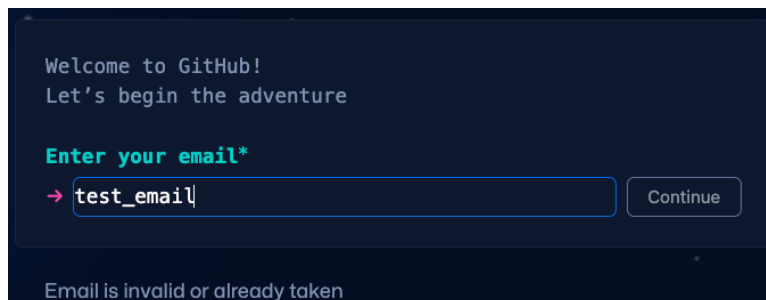 Welcome to GitHub!
Let’s begin the adventure
Enter your email*
→ test_email Continue
Email is invalid or already taken